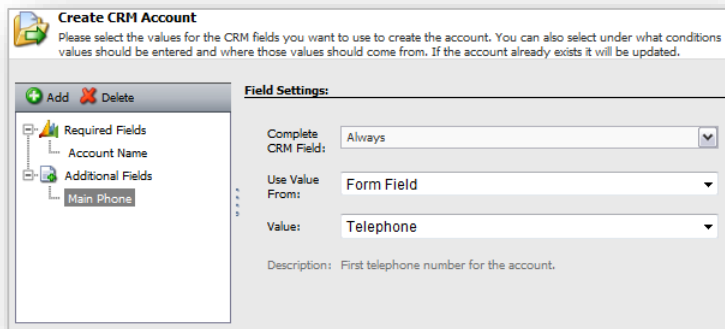 Create CRM Account
Please select the values for the CRM fields you want to use to create the account. You can also select under what conditions
values should be entered and where those values should come from. If the account already exists it will be updated.
Add Delete
Required Fields
Account Name
Additional Fields
Main Phone
Field Settings:
Complete
CRM Field:
Always
Use Value
From:
Form Field
Value:
Telephone
Description: First telephone number for the account.